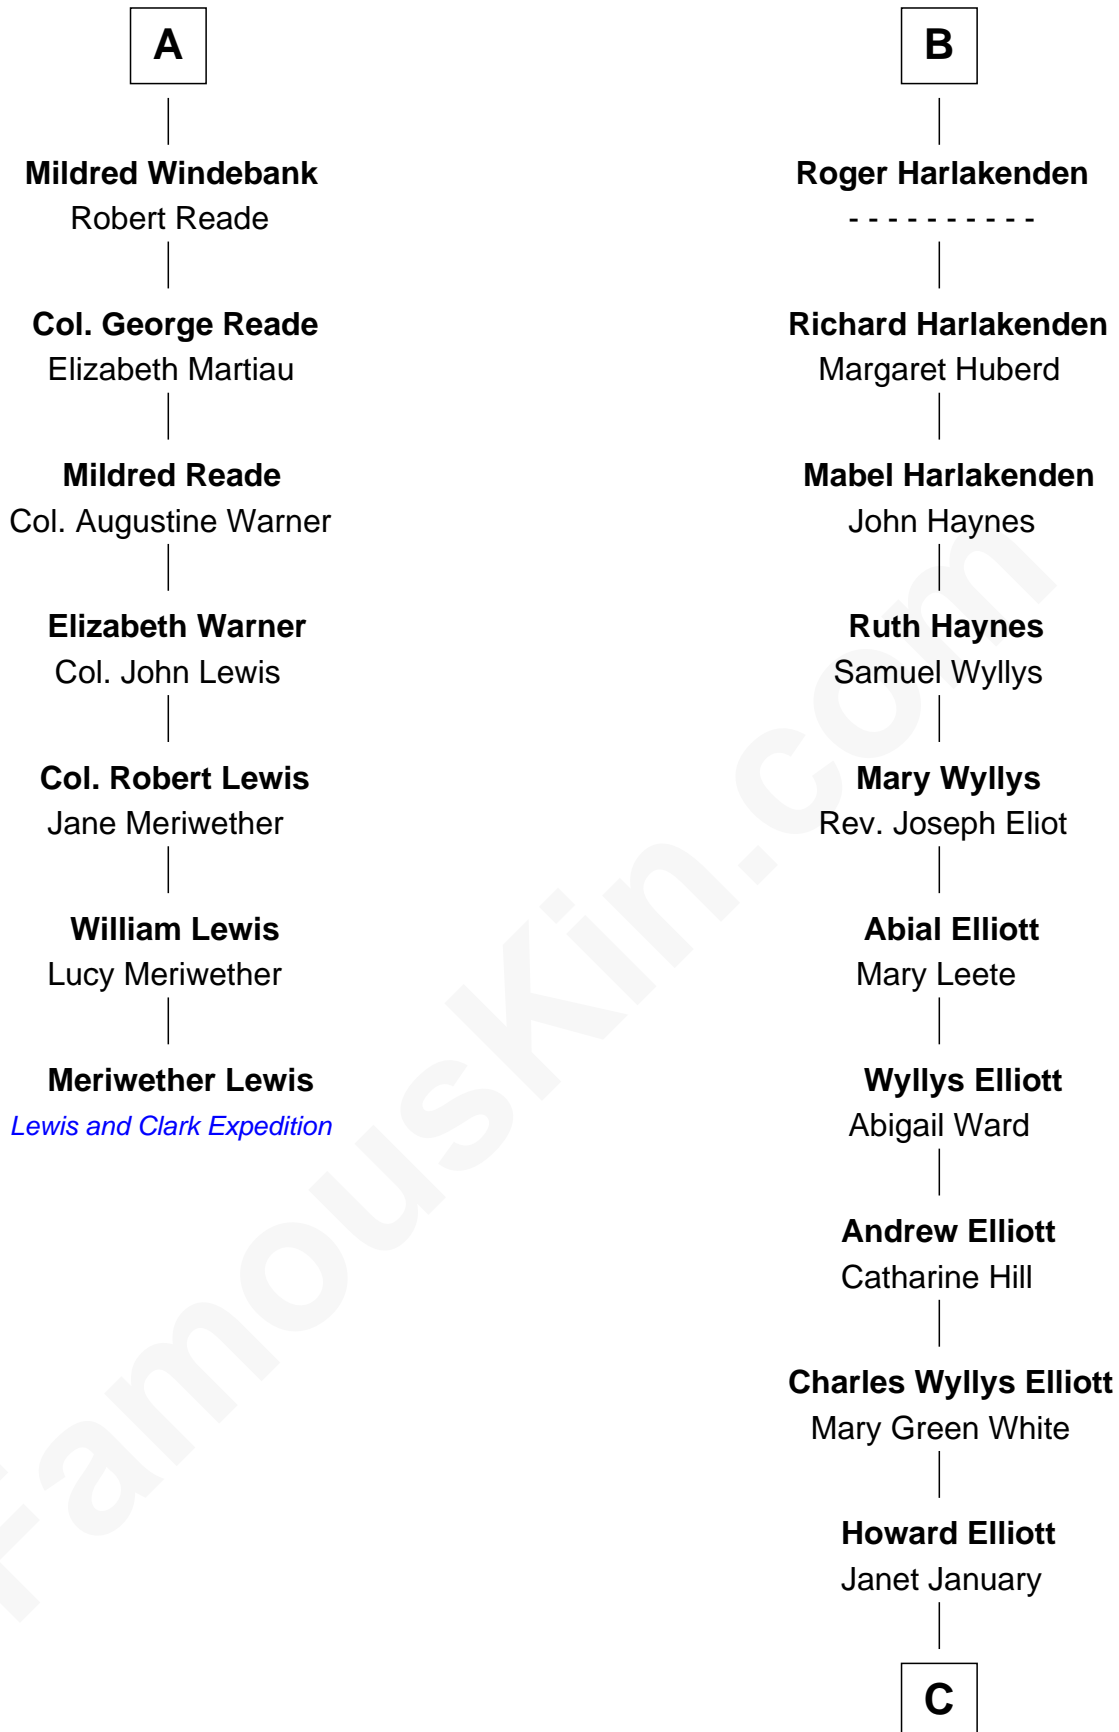 A
Mildred Windebank
Robert Reade
Col. George Reade
Elizabeth Martiau
Mildred Reade
Col. Augustine Warner
Elizabeth Warner
Col. John Lewis
Col. Robert Lewis
Jane Meriwether
William Lewis
Lucy Meriwether
Meriwether Lewis
Lewis and Clark Expedition
B
Roger Harlakenden
- - - - - - - - - -
Richard Harlakenden
Margaret Huberd
Mabel Harlakenden
John Haynes
Ruth Haynes
Samuel Wyllys
Mary Wyllys
Rev. Joseph Eliot
Abial Elliott
Mary Leete
Wyllys Elliott
Abigail Ward
Andrew Elliott
Catharine Hill
Charles Wyllys Elliott
Mary Green White
Howard Elliott
Janet January
C
FamousKin.com